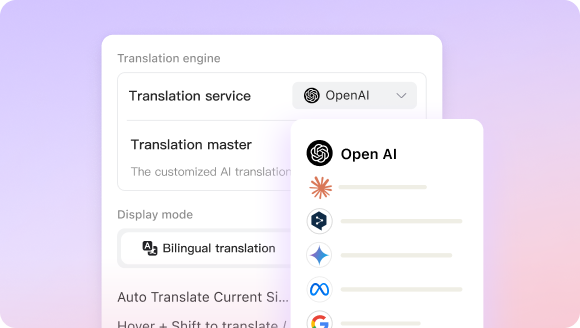 Translation engine
Translation service
OpenAI
Translation master
The customized AI translation
Open AI
Display mode
Bilingual translation
Auto Translate Current Si...
Hover + Shift to translate /